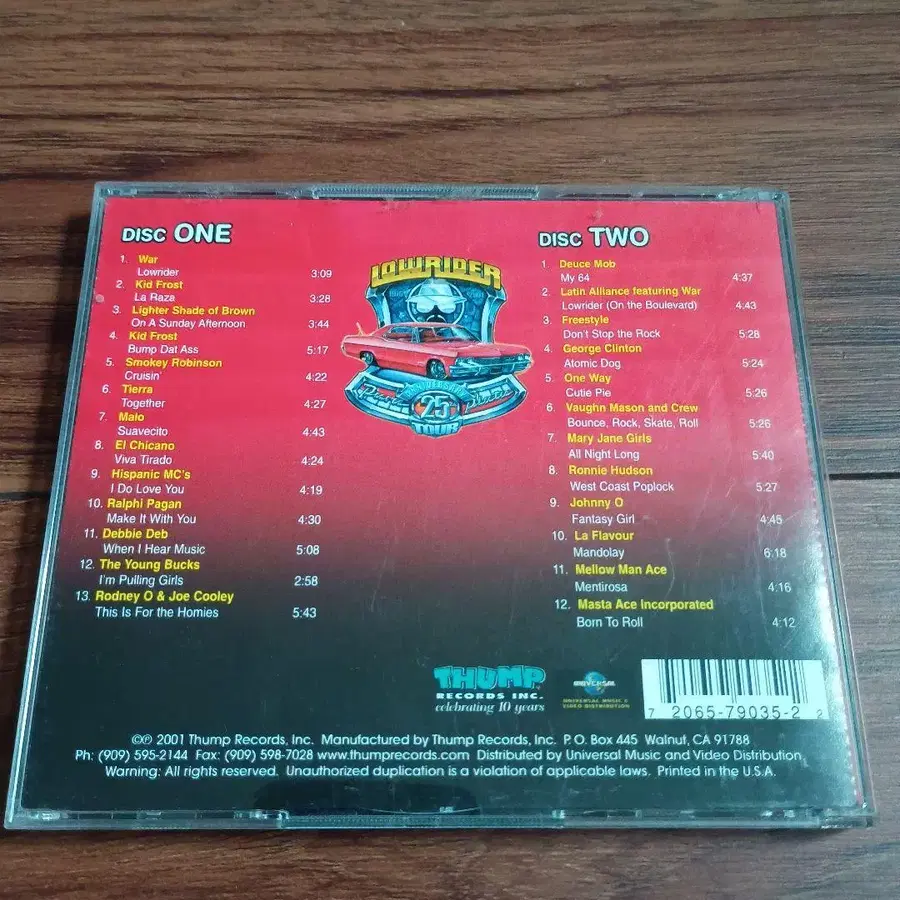 DISC ONE
1. War
Lowrider 3:09
2. Kid Frost
La Raza 3:28
3. Lighter Shade of Brown
On A Sunday Afternoon 3:44
4. Kid Frost
Bump Dat Ass 5:17
5. Smokey Robinson
Cruisin' 4:22
6. Tierra
Together 4:27
7. Malo
Suavecito 4:43
8. El Chicano
Viva Tirado 4:24
9. Hispanic MC's
I Do Love You 4:19
10. Ralphi Pagan
Make It With You 4:30
11. Debbie Deb
When I Hear Music 5:08
12. The Young Bucks
I'm Pulling Girls 2:58
13. Rodney O & Joe Cooley
This Is For the Homies 5:43
LOWRIDER
ANNIVERSARY
25
TOUR
DISC TWO
1. Deuce Mob
My 64 4:37
2. Latin Alliance featuring War
Lowrider (On the Boulevard) 4:43
3. Freestyle
Don't Stop the Rock 5:28
4. George Clinton
Atomic Dog 5:24
5. One Way
Cutie Pie 5:26
6. Vaughn Mason and Crew
Bounce, Rock, Skate, Roll 5:26
7. Mary Jane Girls
All Night Long 5:40
8. Ronnie Hudson
West Coast Poplock 5:27
9. Johnny O
Fantasy Girl 4:45
10. La Flavour
Mandolay 6:18
11. Mellow Man Ace
Mentirosa 4:16
12. Masta Ace Incorporated
Born To Roll 4:12
THUMP
RECORDS INC.
celebrating 10 years
UNIVERSAL
UNIVERSAL MUSIC &
VIDEO DISTRIBUTION
7 2065-79035-2 2
©℗ 2001 Thump Records, Inc. Manufactured by Thump Records, Inc. P.O. Box 445 Walnut, CA 91788
Ph: (909) 595-2144 Fax: (909) 598-7028 www.thumprecords.com Distributed by Universal Music and Video Distribution
Warning: All rights reserved. Unauthorized duplication is a violation of applicable laws. Printed in the U.S.A.